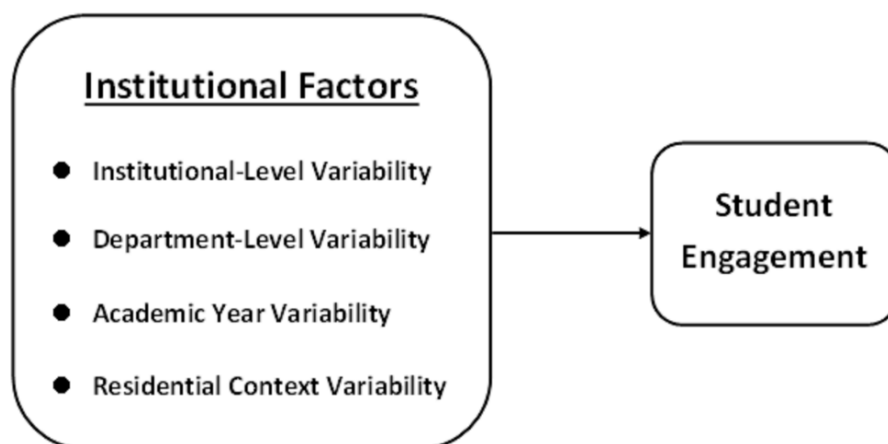 Institutional Factors
Institutional-Level Variability
Department-Level Variability
Academic Year Variability
Residential Context Variability
Student
Engagement